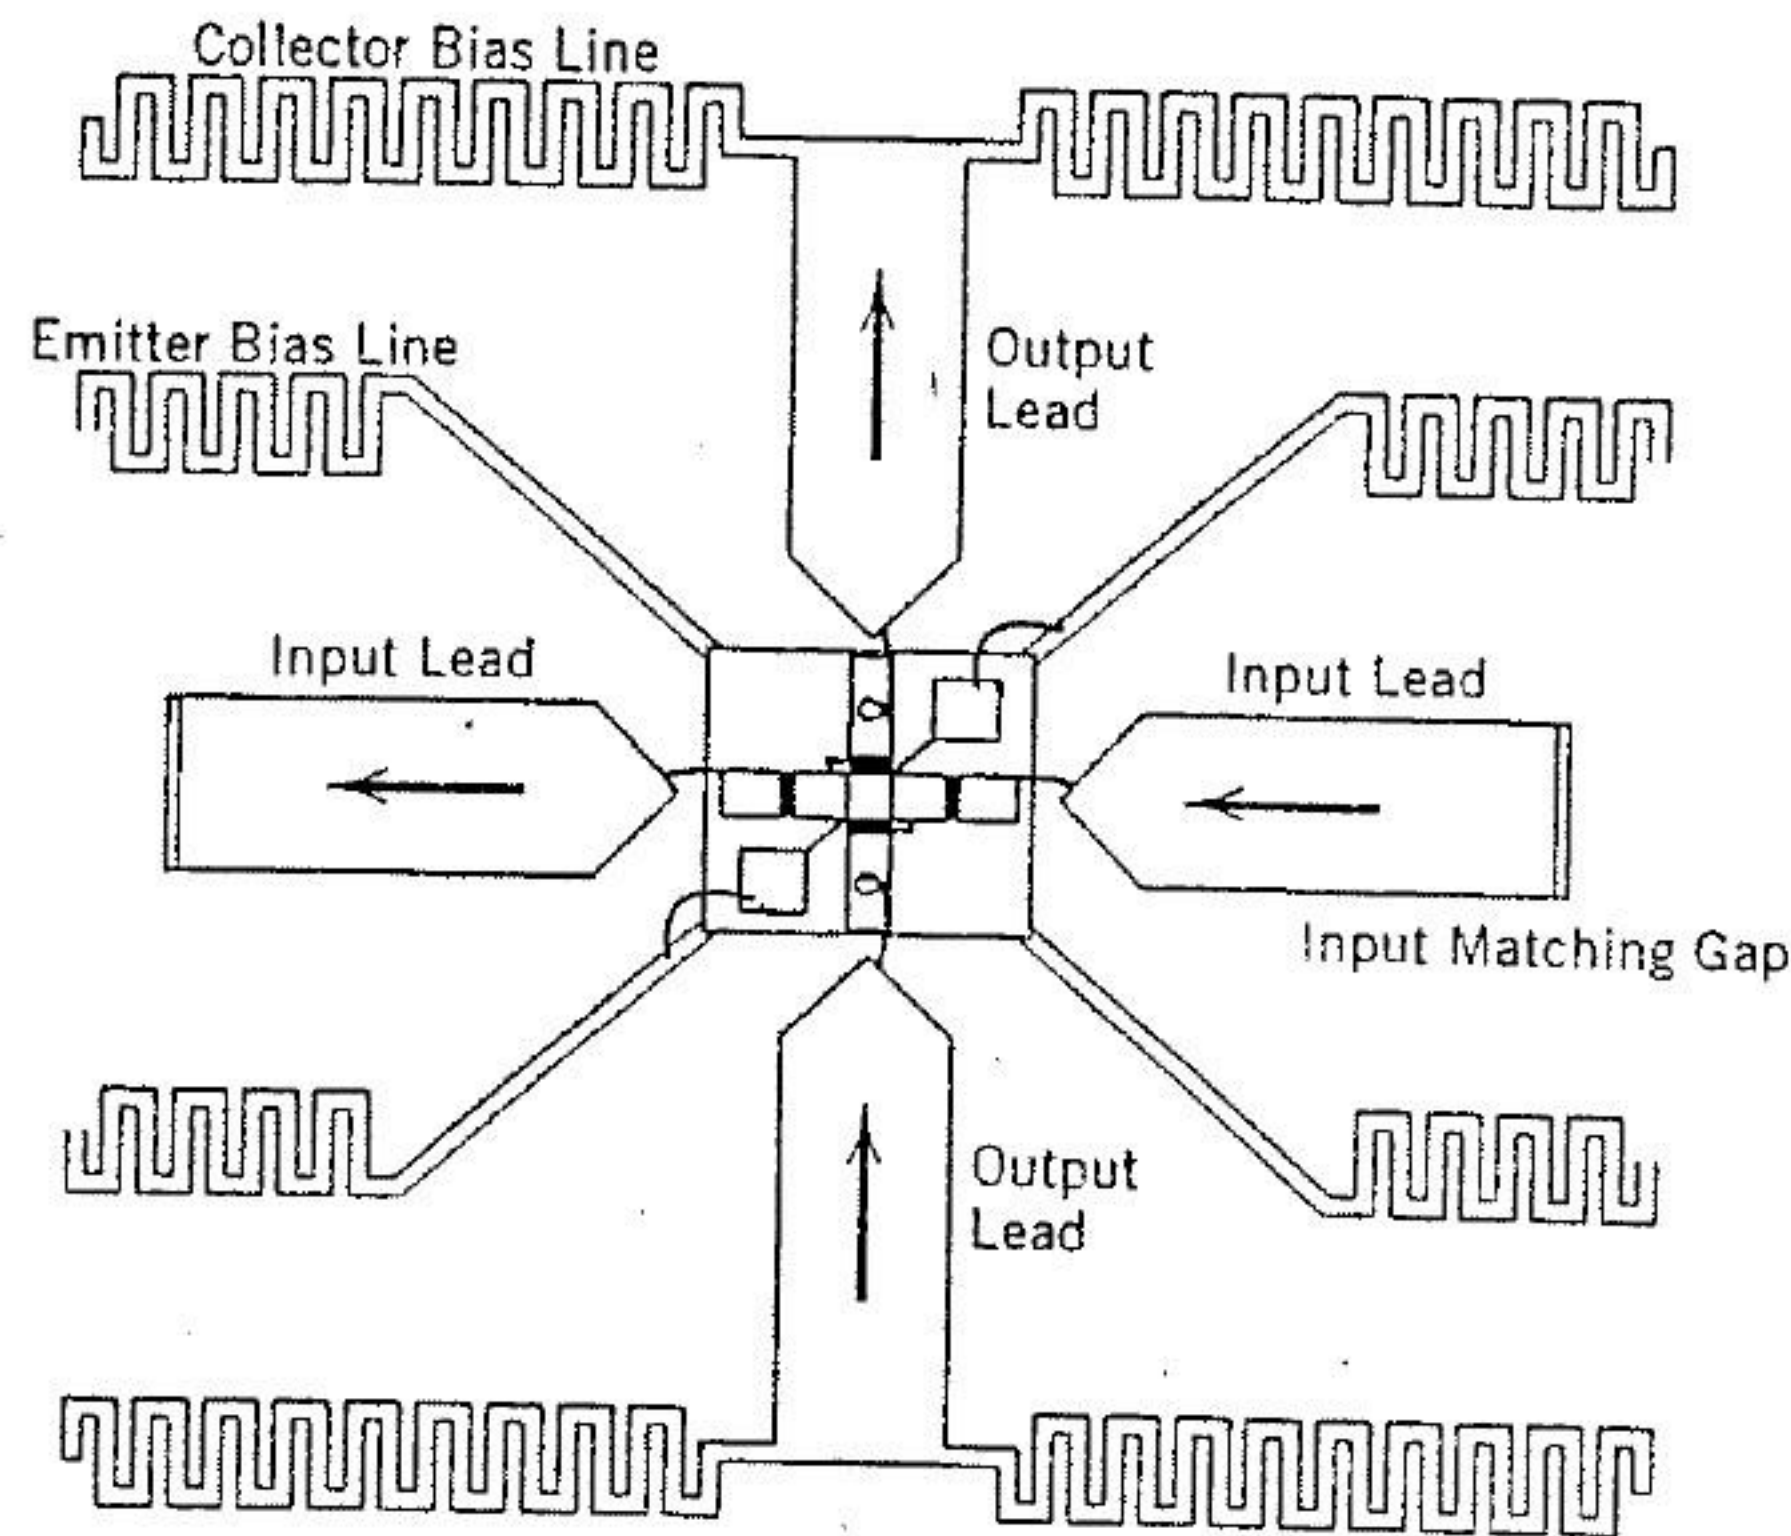 Collector Bias Line
Emitter Bias Line
Output
Lead
Input Lead
Input Lead
Input Matching Gap
Output
Lead